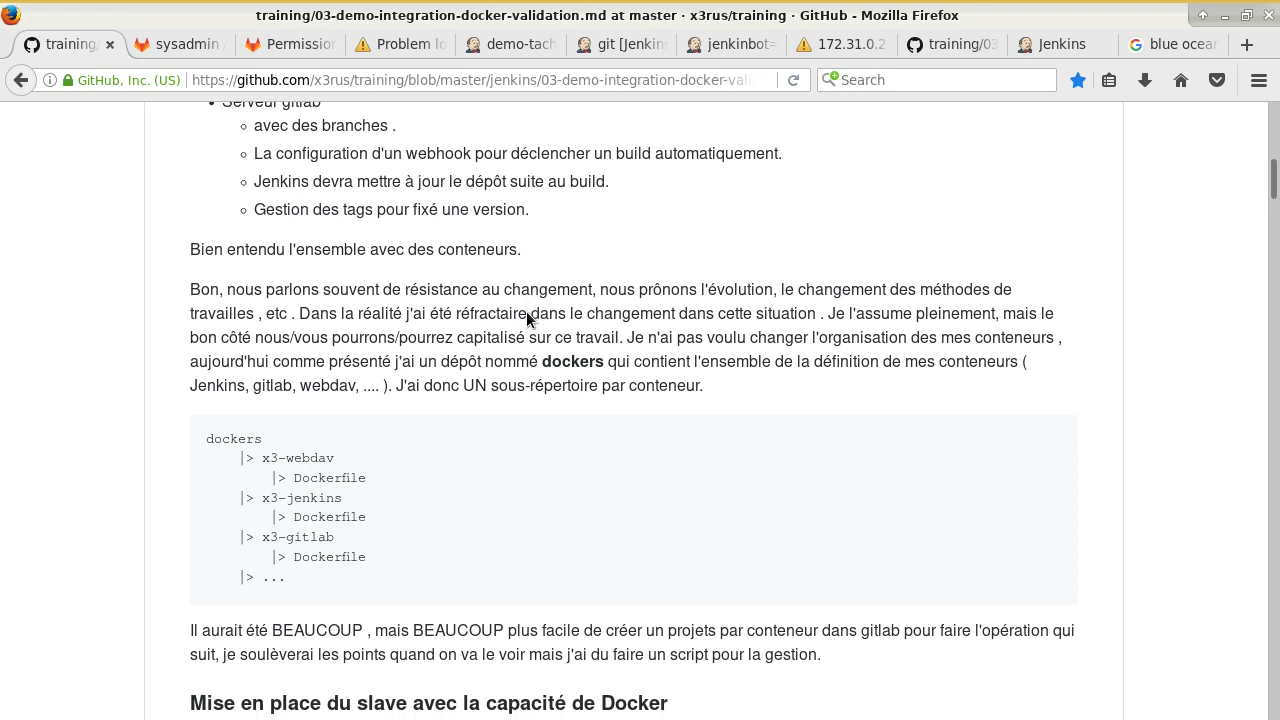 training/03-demo-integration-docker-validation.md at master · x3rus/training · GitHub - Mozilla Firefox
training/ sysadmin Permissio Problem demo-tach git [Jenkin jenkinbot= 172.31.0.2 training/03 Jenkins blue ocean
GitHub, Inc. (US) https://github.com/x3rus/training/blob/master/jenkins/03-demo-integration-docker-vali Search
• Serveur gitlab
◦ avec des branches .
◦ La configuration d'un webhook pour déclencher un build automatiquement.
◦ Jenkins devra mettre à jour le dépôt suite au build.
◦ Gestion des tags pour fixé une version.
Bien entendu l'ensemble avec des conteneurs.
Bon, nous parlons souvent de résistance au changement, nous prônons l'évolution, le changement des méthodes de
travailles , etc . Dans la réalité j'ai été réfractaire dans le changement dans cette situation . Je l'assume pleinement, mais le
bon côté nous/vous pourrons/pourrez capitalisé sur ce travail. Je n'ai pas voulu changer l'organisation des mes conteneurs ,
aujourd'hui comme présenté j'ai un dépôt nommé dockers qui contient l'ensemble de la définition de mes conteneurs (
Jenkins, gitlab, webdav, .... ). J'ai donc UN sous-répertoire par conteneur.
dockers
|> x3-webdav
|> Dockerfile
|> x3-jenkins
|> Dockerfile
|> x3-gitlab
|> Dockerfile
|> ...
Il aurait été BEAUCOUP , mais BEAUCOUP plus facile de créer un projets par conteneur dans gitlab pour faire l'opération qui
suit, je soulèverai les points quand on va le voir mais j'ai du faire un script pour la gestion.
Mise en place du slave avec la capacité de Docker